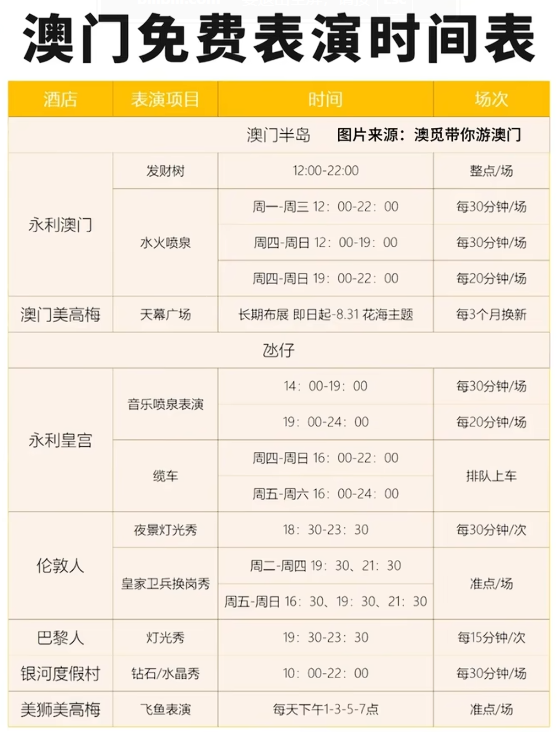 澳门免费表演时间表
酒店 表演项目 时间 场次
澳门半岛 图片来源：澳觅带你游澳门
永利澳门 发财树 12:00-22:00 整点/场
水火喷泉 周一-周三 12：00-22：00 每30分钟/场
周四-周日 12：00-19：00 每30分钟/场
周四-周日 19：00-22：00 每20分钟/场
澳门美高梅 天幕广场 长期布展 即日起-8.31 花海主题 每3个月换新
氹仔
永利皇宫 音乐喷泉表演 14：00-19：00 每30分钟/场
19：00-24：00 每20分钟/场
缆车 周四-周日 16：00-22：00 排队上车
周五-周六 16：00-24：00
伦敦人 夜景灯光秀 18：30-23：30 每30分钟/次
皇家卫兵换岗秀 周二-周四 19：30、21：30 准点/场
周五-周日 16：30、19：30、21：30
巴黎人 灯光秀 19：30-23：30 每15分钟/次
银河度假村 钻石/水晶秀 10：00-22：00 每30分钟/场
美狮美高梅 飞鱼表演 每天下午1-3-5-7点 准点/场